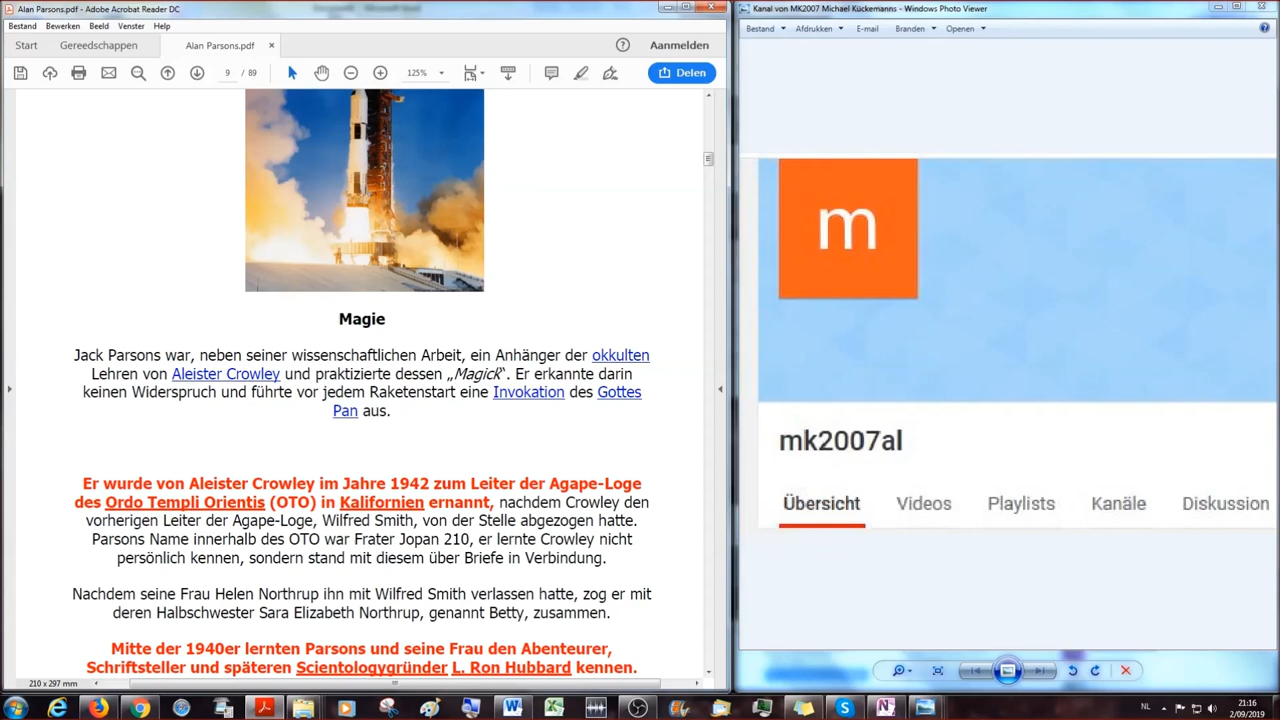 Alan Parsons.pdf - Adobe Acrobat Reader DC
Bestand Bewerken Beeld Venster Help
Start Gereedschappen Alan Parsons.pdf × Aanmelden
9 / 89 125% Delen
Magie
Jack Parsons war, neben seiner wissenschaftlichen Arbeit, ein Anhänger der okkulten
Lehren von Aleister Crowley und praktizierte dessen „Magick“. Er erkannte darin
keinen Widerspruch und führte vor jedem Raketenstart eine Invokation des Gottes
Pan aus.
Er wurde von Aleister Crowley im Jahre 1942 zum Leiter der Agape-Loge
des Ordo Templi Orientis (OTO) in Kalifornien ernannt, nachdem Crowley den
vorherigen Leiter der Agape-Loge, Wilfred Smith, von der Stelle abgezogen hatte.
Parsons Name innerhalb des OTO war Frater Jopan 210, er lernte Crowley nicht
persönlich kennen, sondern stand mit diesem über Briefe in Verbindung.
Nachdem seine Frau Helen Northrup ihn mit Wilfred Smith verlassen hatte, zog er mit
deren Halbschwester Sara Elizabeth Northrup, genannt Betty, zusammen.
Mitte der 1940er lernten Parsons und seine Frau den Abenteurer,
Schriftsteller und späteren Scientologygründer L. Ron Hubbard kennen.
210 x 297 mm
Kanal von MK2007 Michael Kückemanns - Windows Photo Viewer
Bestand Afdrukken E-mail Branden Openen
m
mk2007al
Übersicht Videos Playlists Kanäle Diskussion
NL 21:16
2/09/2019